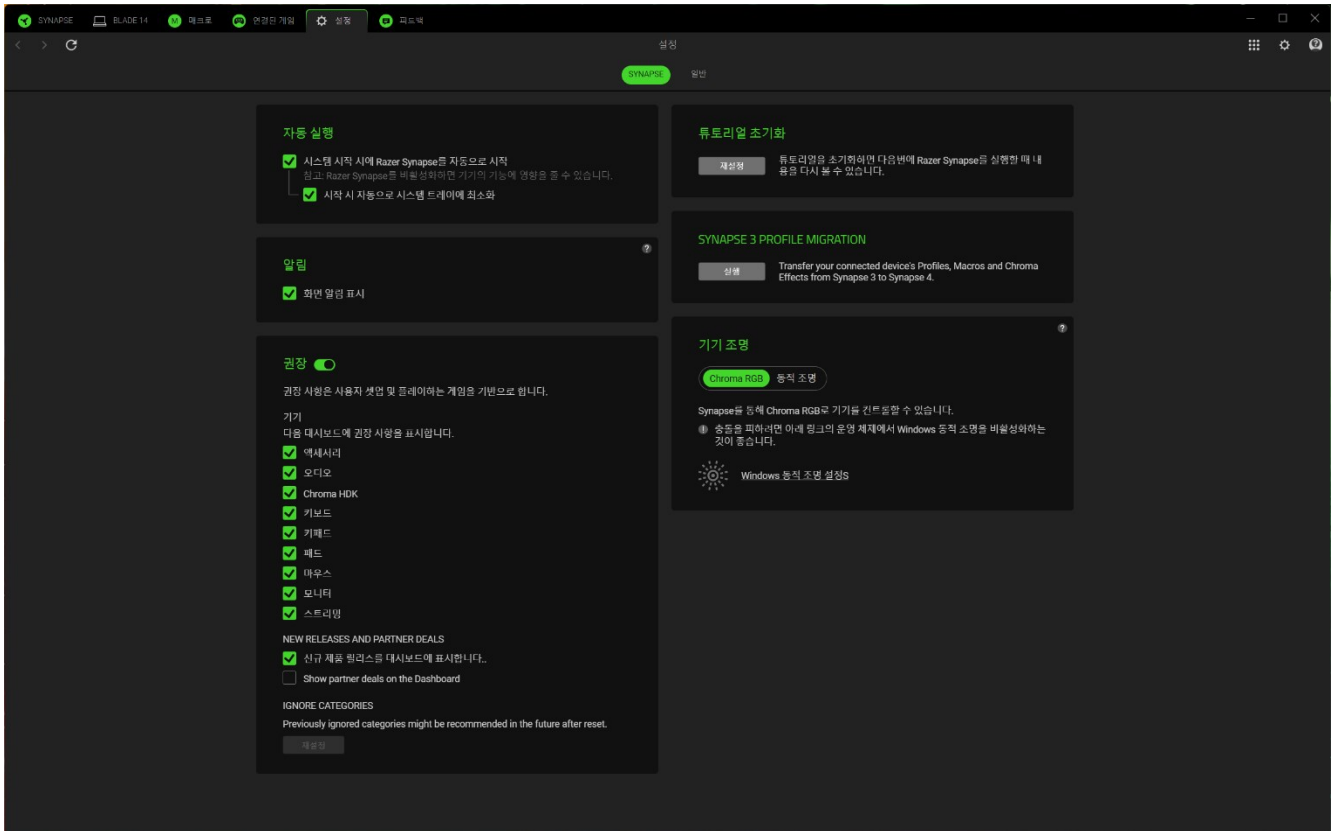 SYNAPSE
BLADE 14
매크로
연결된 게임
설정
피드백
설정
SYNAPSE
일반
자동 실행
시스템 시작 시에 Razer Synapse를 자동으로 시작
참고: Razer Synapse를 비활성화하면 기기의 기능에 영향을 줄 수 있습니다.
시작 시 자동으로 시스템 트레이에 최소화
알림
화면 알림 표시
권장
권장 사항은 사용자 셋업 및 플레이하는 게임을 기반으로 합니다.
기기
다음 대시보드에 권장 사항을 표시합니다.
액세서리
오디오
Chroma HDK
키보드
키패드
패드
마우스
모니터
스트리밍
NEW RELEASES AND PARTNER DEALS
신규 제품 릴리스를 대시보드에 표시합니다..
Show partner deals on the Dashboard
IGNORE CATEGORIES
Previously ignored categories might be recommended in the future after reset.
재설정
튜토리얼 초기화
재설정
튜토리얼을 초기화하면 다음번에 Razer Synapse를 실행할 때 내
용을 다시 볼 수 있습니다.
SYNAPSE 3 PROFILE MIGRATION
실행
Transfer your connected device's Profiles, Macros and Chroma
Effects from Synapse 3 to Synapse 4.
기기 조명
Chroma RGB
동적 조명
Synapse를 통해 Chroma RGB로 기기를 컨트롤할 수 있습니다.
충돌을 피하려면 아래 링크의 운영 체제에서 Windows 동적 조명을 비활성화하는
것이 좋습니다.
Windows 동적 조명 설정S